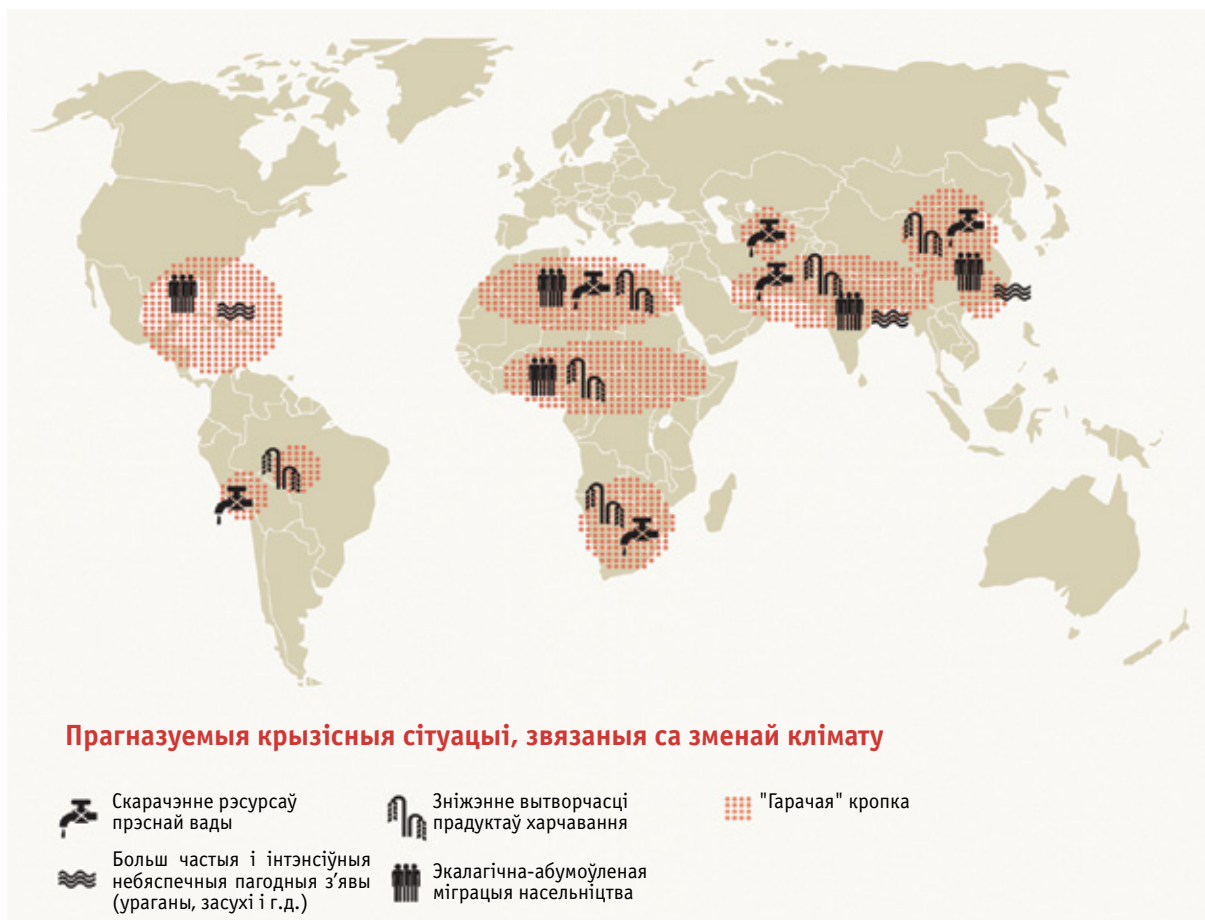 Прагназуемыя крызісныя сітуацыі, звязаныя са зменай клімату
Скарачэнне рэсурсаў
прэснай вады
Больш частыя і інтэнсіўныя
небяспечныя пагодныя з'явы
(ураганы, засухі і г.д.)
Зніжэнне вытворчасці
прадуктаў харчавання
Экалагічна-абумоўленая
міграцыя насельніцтва
"Гарачая" кропка